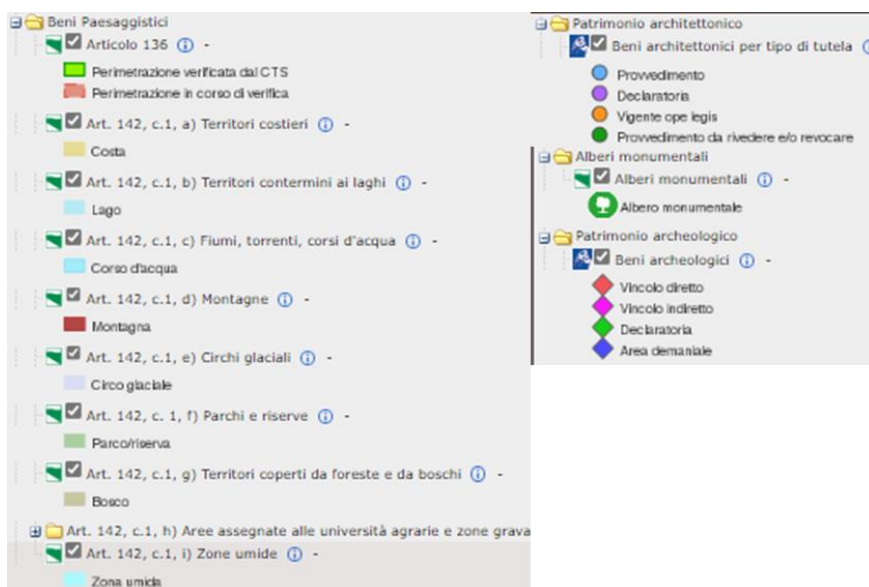 Beni Paesaggistici
Articolo 136 -
Perimetrazione verificata dal CTS
Perimetrazione in corso di verifica
Art. 142, c.1, a) Territori costieri -
Costa
Art. 142, c.1, b) Territori contermini ai laghi -
Lago
Art. 142, c.1, c) Fiumi, torrenti, corsi d'acqua -
Corso d'acqua
Art. 142, c.1, d) Montagne -
Montagna
Art. 142, c.1, e) Circhi glaciali -
Circo glaciale
Art. 142, c. 1, f) Parchi e riserve -
Parco/riserva
Art. 142, c.1, g) Territori coperti da foreste e da boschi -
Bosco
Art. 142, c.1, h) Aree assegnate alle università agrarie e zone grava
Art. 142, c.1, i) Zone umide -
Zona umida
Patrimonio architettonico
Beni architettonici per tipo di tutela
Provvedimento
Declaratoria
Vigente ope legis
Provvedimento da rivedere e/o revocare
Alberi monumentali
Alberi monumentali -
Albero monumentale
Patrimonio archeologico
Beni archeologici -
Vincolo diretto
Vincolo indiretto
Declaratoria
Area demaniale